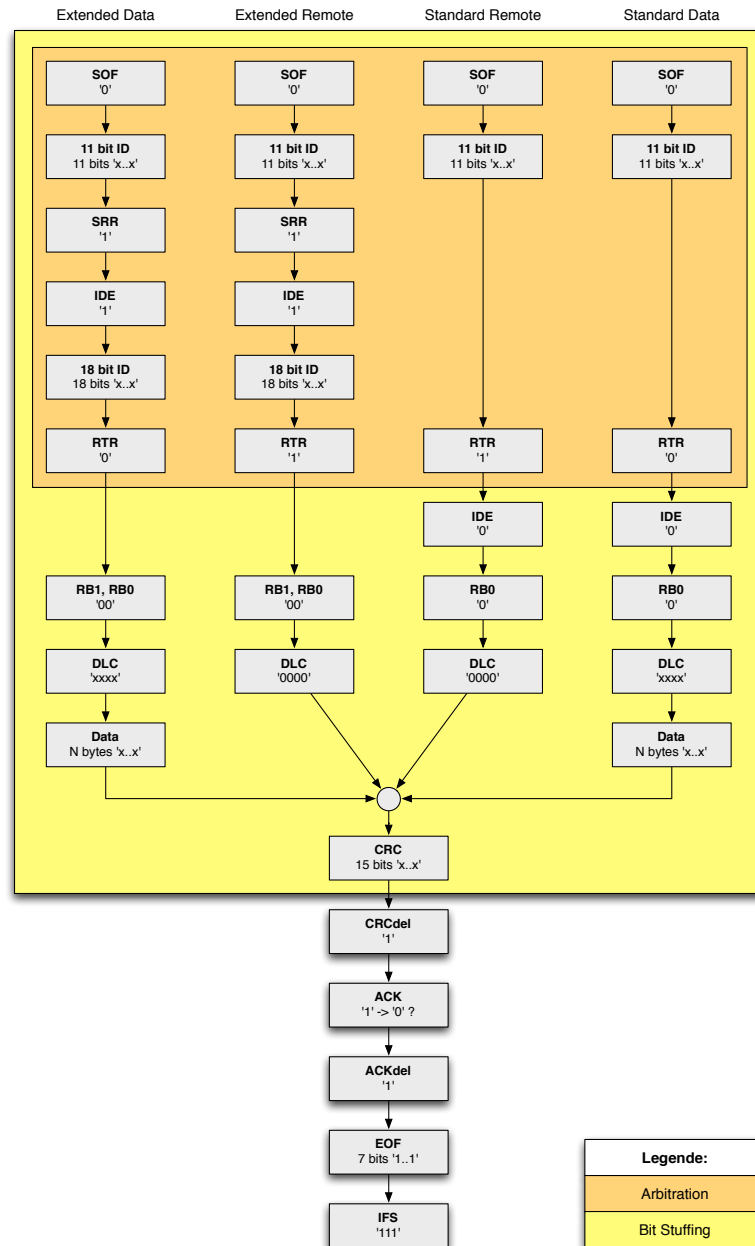 Extended Data
Extended Remote
Standard Remote
Standard Data
SOF
'0'
SOF
'0'
SOF
'0'
SOF
'0'
11 bit ID
11 bits 'x..x'
11 bit ID
11 bits 'x..x'
11 bit ID
11 bits 'x..x'
11 bit ID
11 bits 'x..x'
SRR
'1'
SRR
'1'
IDE
'1'
IDE
'1'
18 bit ID
18 bits 'x..x'
18 bit ID
18 bits 'x..x'
RTR
'0'
RTR
'1'
RTR
'1'
RTR
'0'
IDE
'0'
IDE
'0'
RB1, RB0
'00'
RB1, RB0
'00'
RB0
'0'
RB0
'0'
DLC
'xxxx'
DLC
'0000'
DLC
'0000'
DLC
'xxxx'
Data
N bytes 'x..x'
Data
N bytes 'x..x'
CRC
15 bits 'x..x'
CRCdel
'1'
ACK
'1' -> '0' ?
ACKdel
'1'
EOF
7 bits '1..1'
IFS
'111'
Legende:
Arbitration
Bit Stuffing